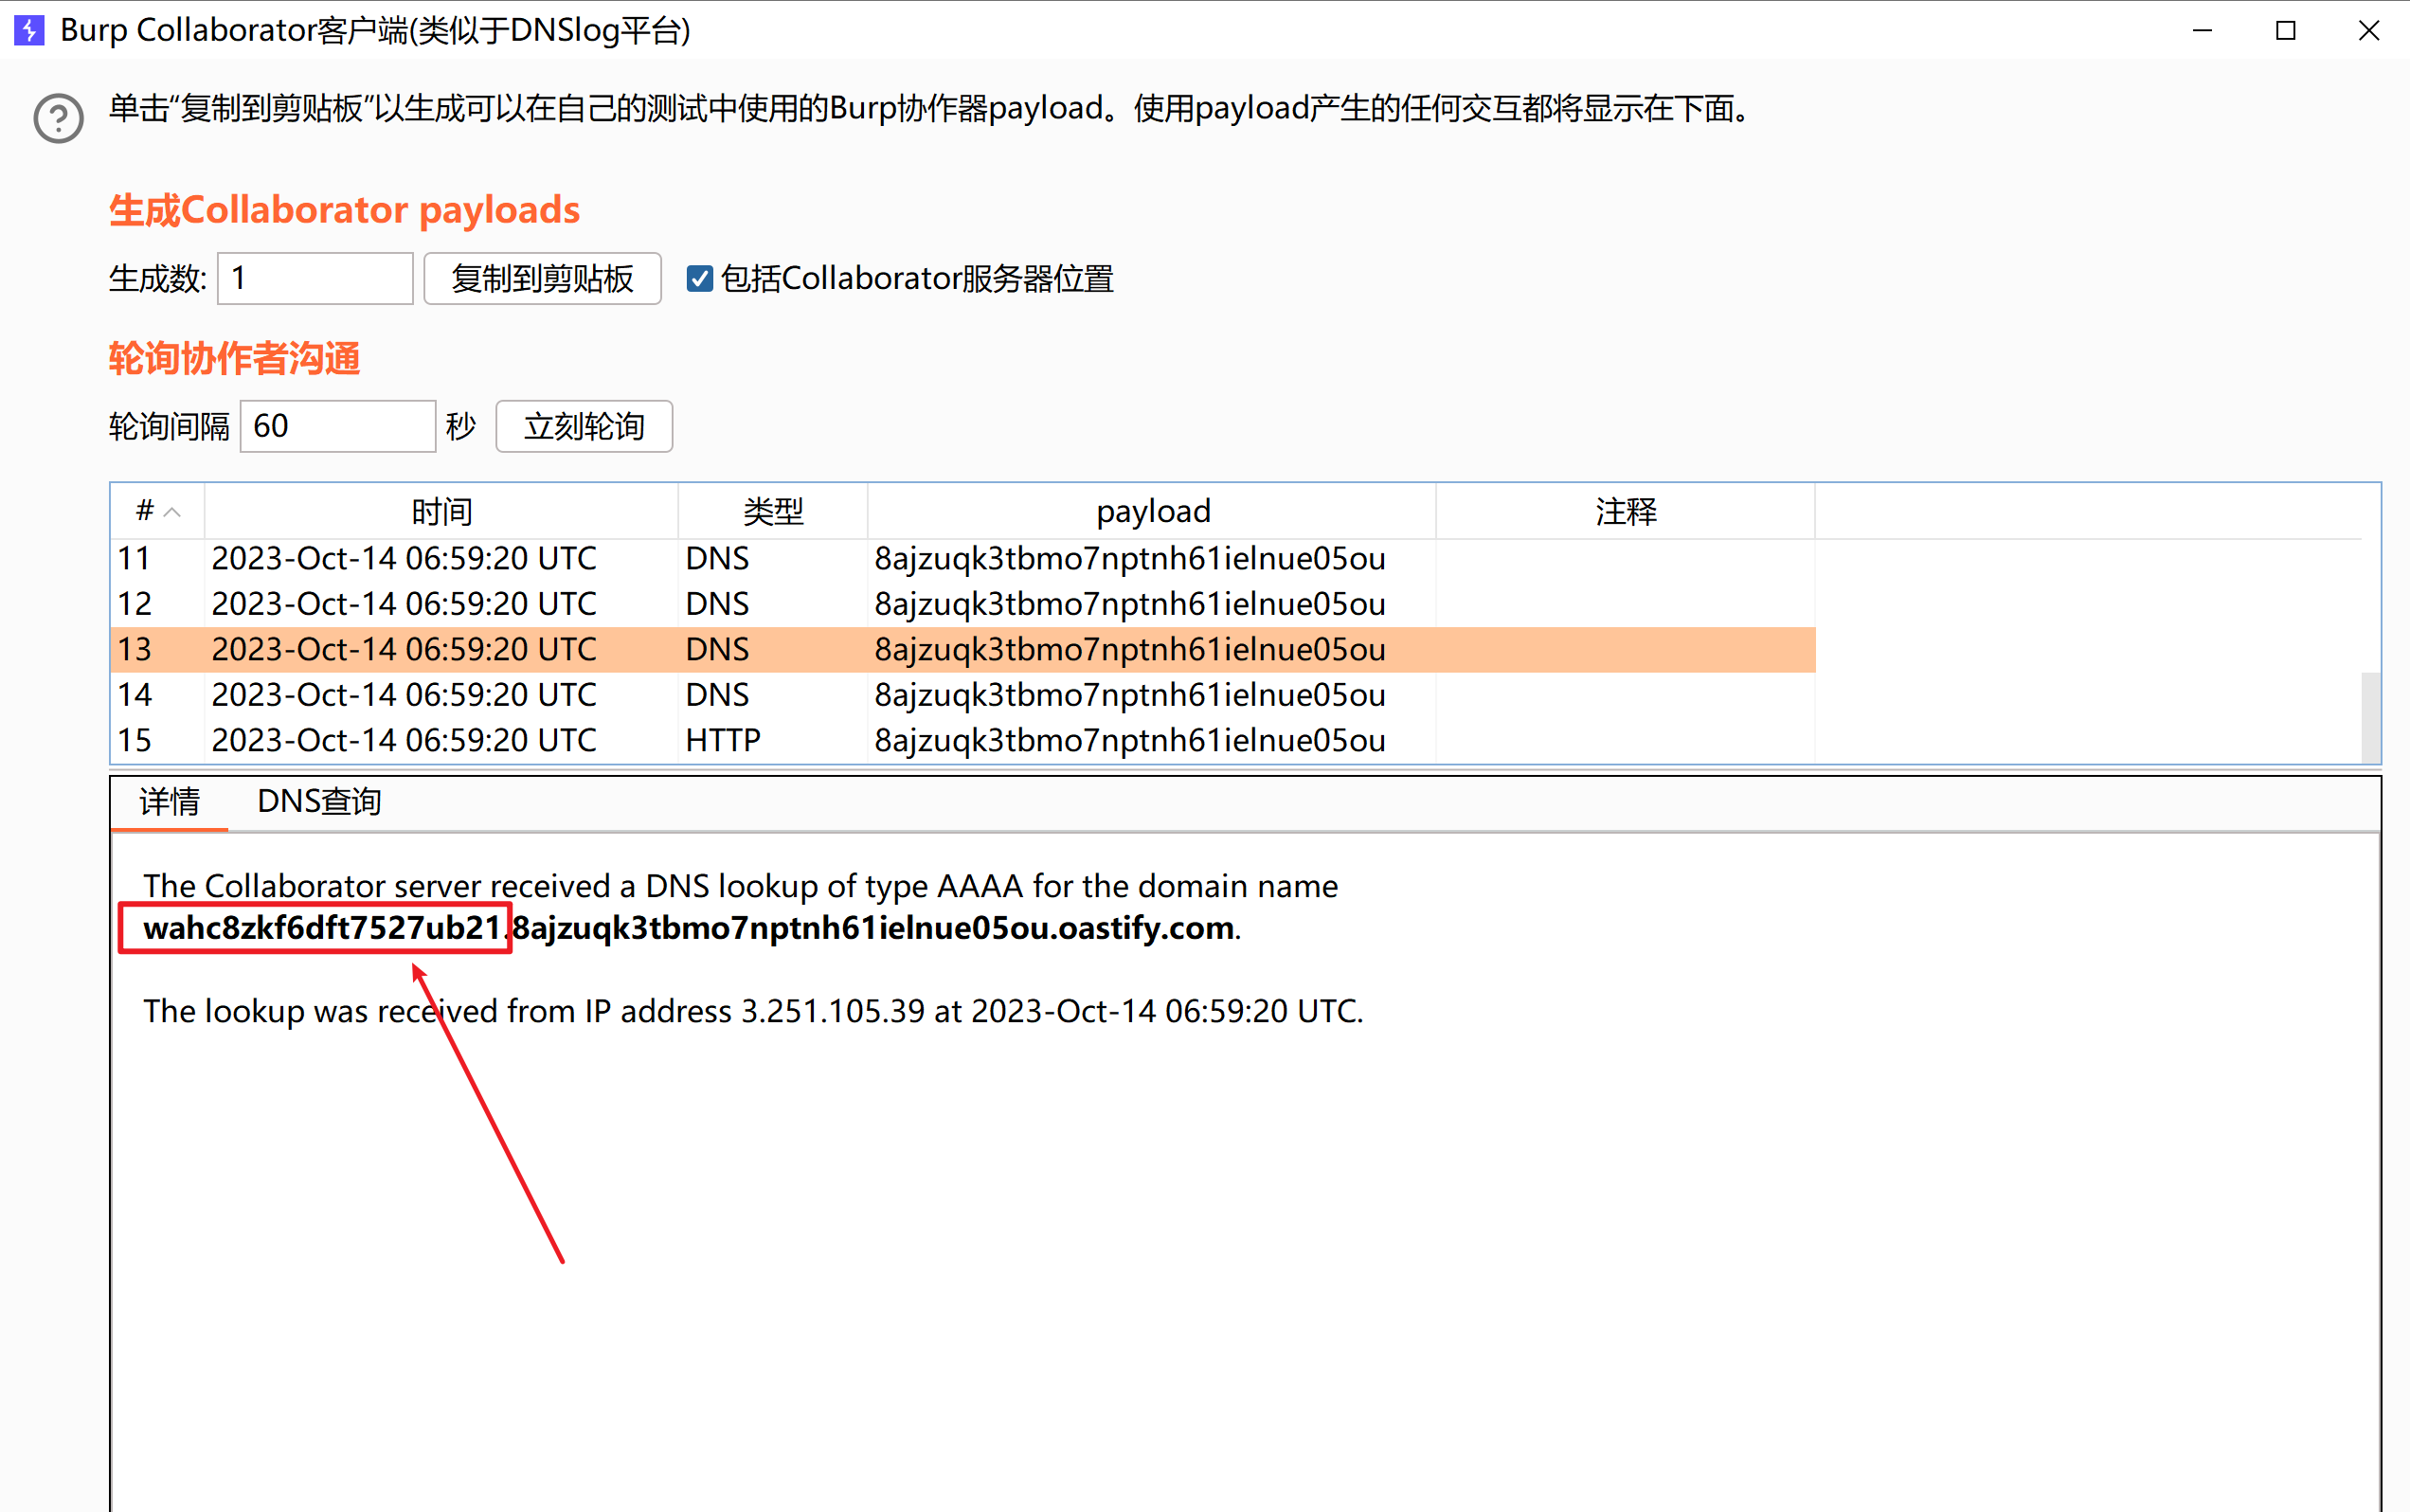 Burp Collaborator客户端(类似于DNSlog平台)
单击“复制到剪贴板”以生成可以在自己的测试中使用的Burp协作器payload。使用payload产生的任何交互都将显示在下面。
生成Collaborator payloads
生成数: 1 复制到剪贴板 包括Collaborator服务器位置
轮询协作者沟通
轮询间隔 60 秒 立刻轮询
# 时间 类型 payload 注释
11 2023-Oct-14 06:59:20 UTC DNS 8ajzuqk3tbmo7nptnh61ielnue05ou
12 2023-Oct-14 06:59:20 UTC DNS 8ajzuqk3tbmo7nptnh61ielnue05ou
13 2023-Oct-14 06:59:20 UTC DNS 8ajzuqk3tbmo7nptnh61ielnue05ou
14 2023-Oct-14 06:59:20 UTC DNS 8ajzuqk3tbmo7nptnh61ielnue05ou
15 2023-Oct-14 06:59:20 UTC HTTP 8ajzuqk3tbmo7nptnh61ielnue05ou
详情 DNS查询
The Collaborator server received a DNS lookup of type AAAA for the domain name
wahc8zkf6dft7527ub21.8ajzuqk3tbmo7nptnh61ielnue05ou.oastify.com.
The lookup was received from IP address 3.251.105.39 at 2023-Oct-14 06:59:20 UTC.